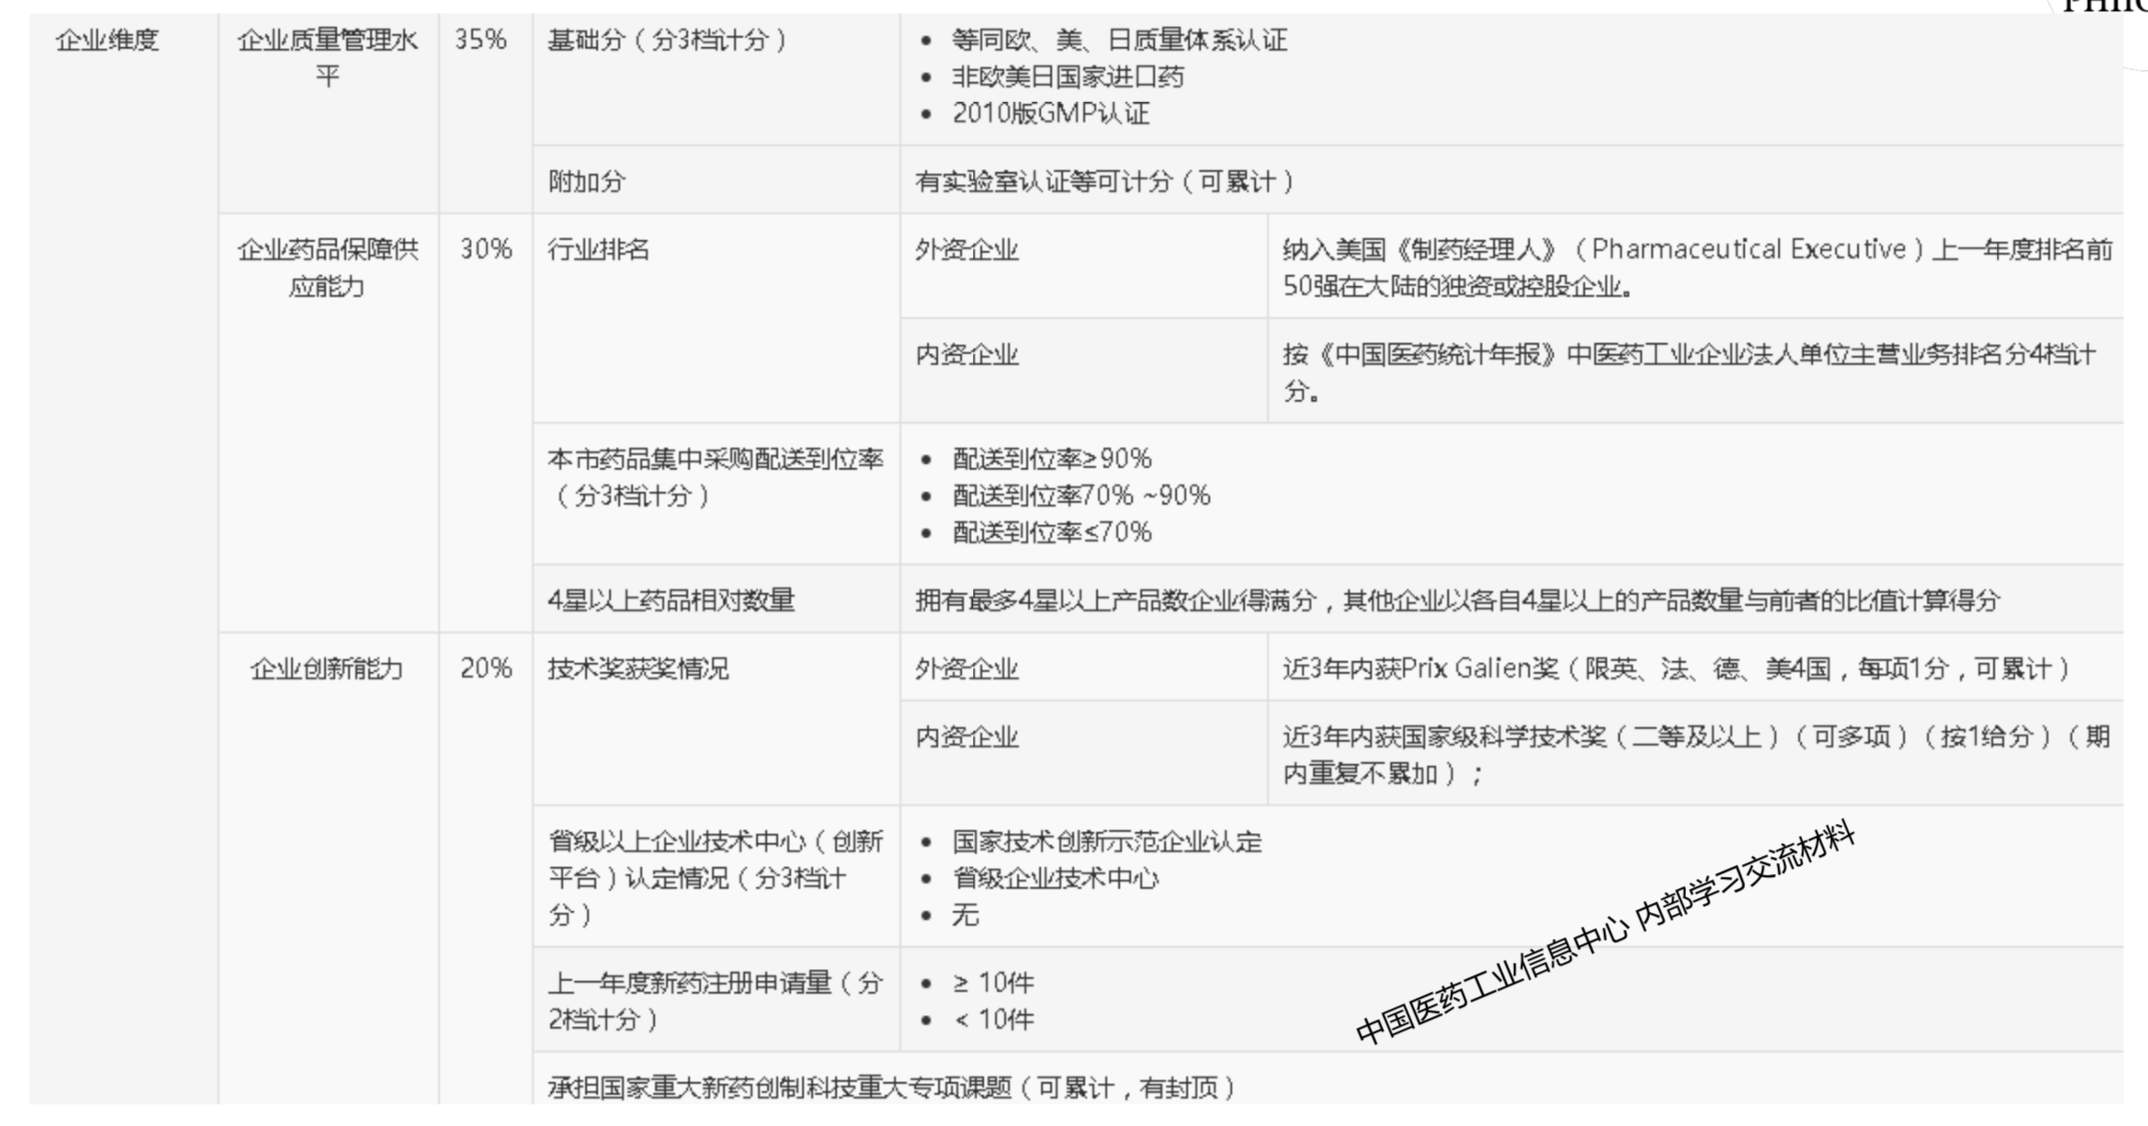 企业维度
企业质量管理水
平
35%
基础分（分3档计分）
• 等同欧、美、日质量体系认证
• 非欧美日国家进口药
• 2010版GMP认证
附加分
有实验室认证等可计分（可累计）
企业药品保障供
应能力
30%
行业排名
外资企业
纳入美国《制药经理人》（Pharmaceutical Executive）上一年度排名前
50强在大陆的独资或控股企业。
内资企业
按《中国医药统计年报》中医药工业企业法人单位主营业务排名分4档计
分。
本市药品集中采购配送到位率
（分3档计分）
• 配送到位率≥90%
• 配送到位率70% ~90%
• 配送到位率≤70%
4星以上药品相对数量
拥有最多4星以上产品数企业得满分，其他企业以各自4星以上的产品数量与前者的比值计算得分
企业创新能力
20%
技术奖获奖情况
外资企业
近3年内获Prix Galien奖（限英、法、德、美4国，每项1分，可累计）
内资企业
近3年内获国家级科学技术奖（二等及以上）（可多项）（按1给分）（期
内重复不累加）；
省级以上企业技术中心（创新
平台）认定情况（分3档计
分）
• 国家技术创新示范企业认定
• 省级企业技术中心
• 无
上一年度新药注册申请量（分
2档计分）
• ≥ 10件
• < 10件
承担国家重大新药创制科技重大专项课题（可累计，有封顶）
中国医药工业信息中心 内部学习交流材料